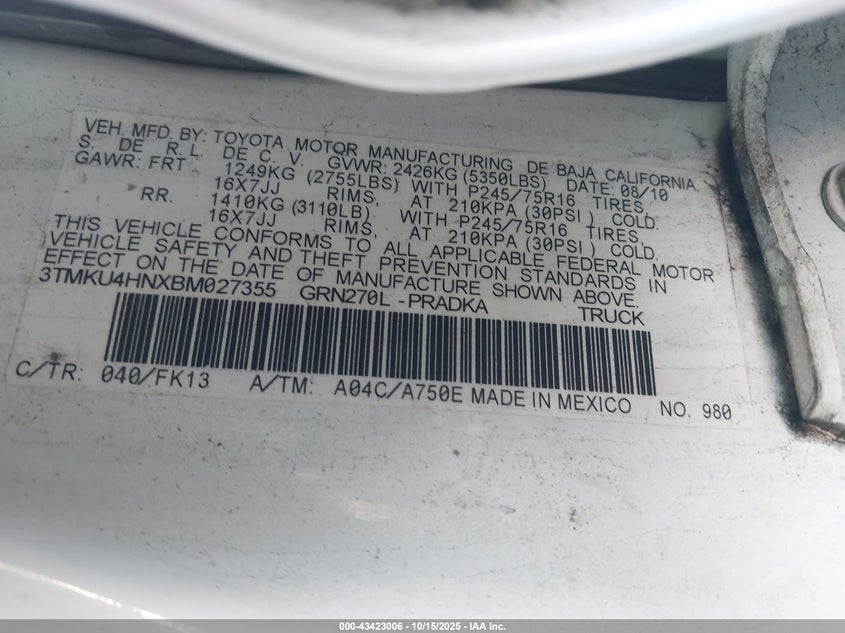 VEH. MFD. BY: TOYOTA MOTOR MANUFACTURING DE BAJA CALIFORNIA
S. DE R. L. DE C. V. GVWR: 2426KG (5350LBS) DATE: 08/10
GAWR: FRT 1249KG (2755LBS) WITH P245/75R16 TIRES,
16X7JJ RIMS, AT 210KPA (30PSI) COLD.
RR. 1410KG (3110LB) WITH P245/75R16 TIRES,
16X7JJ RIMS, AT 210KPA (30PSI) COLD.
THIS VEHICLE CONFORMS TO ALL APPLICABLE FEDERAL MOTOR
VEHICLE SAFETY AND THEFT PREVENTION STANDARDS IN
EFFECT ON THE DATE OF MANUFACTURE SHOWN ABOVE.
3TMKU4HNXBM027355 GRN270L -PRADKA TRUCK
C/TR: 040/FK13 A/TM: A04C/A750E MADE IN MEXICO NO. 980
000-43423006 - 10/15/2025 - IAA Inc.